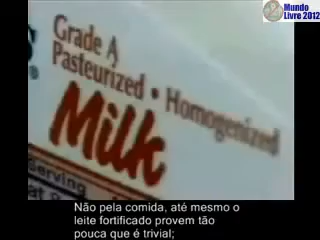 Mundo
Livre 2012
Grade A
Pasteurized • Homogenized
Milk
Serving
Não pela comida, até mesmo o
leite fortificado provem tão
pouca que é trivial;